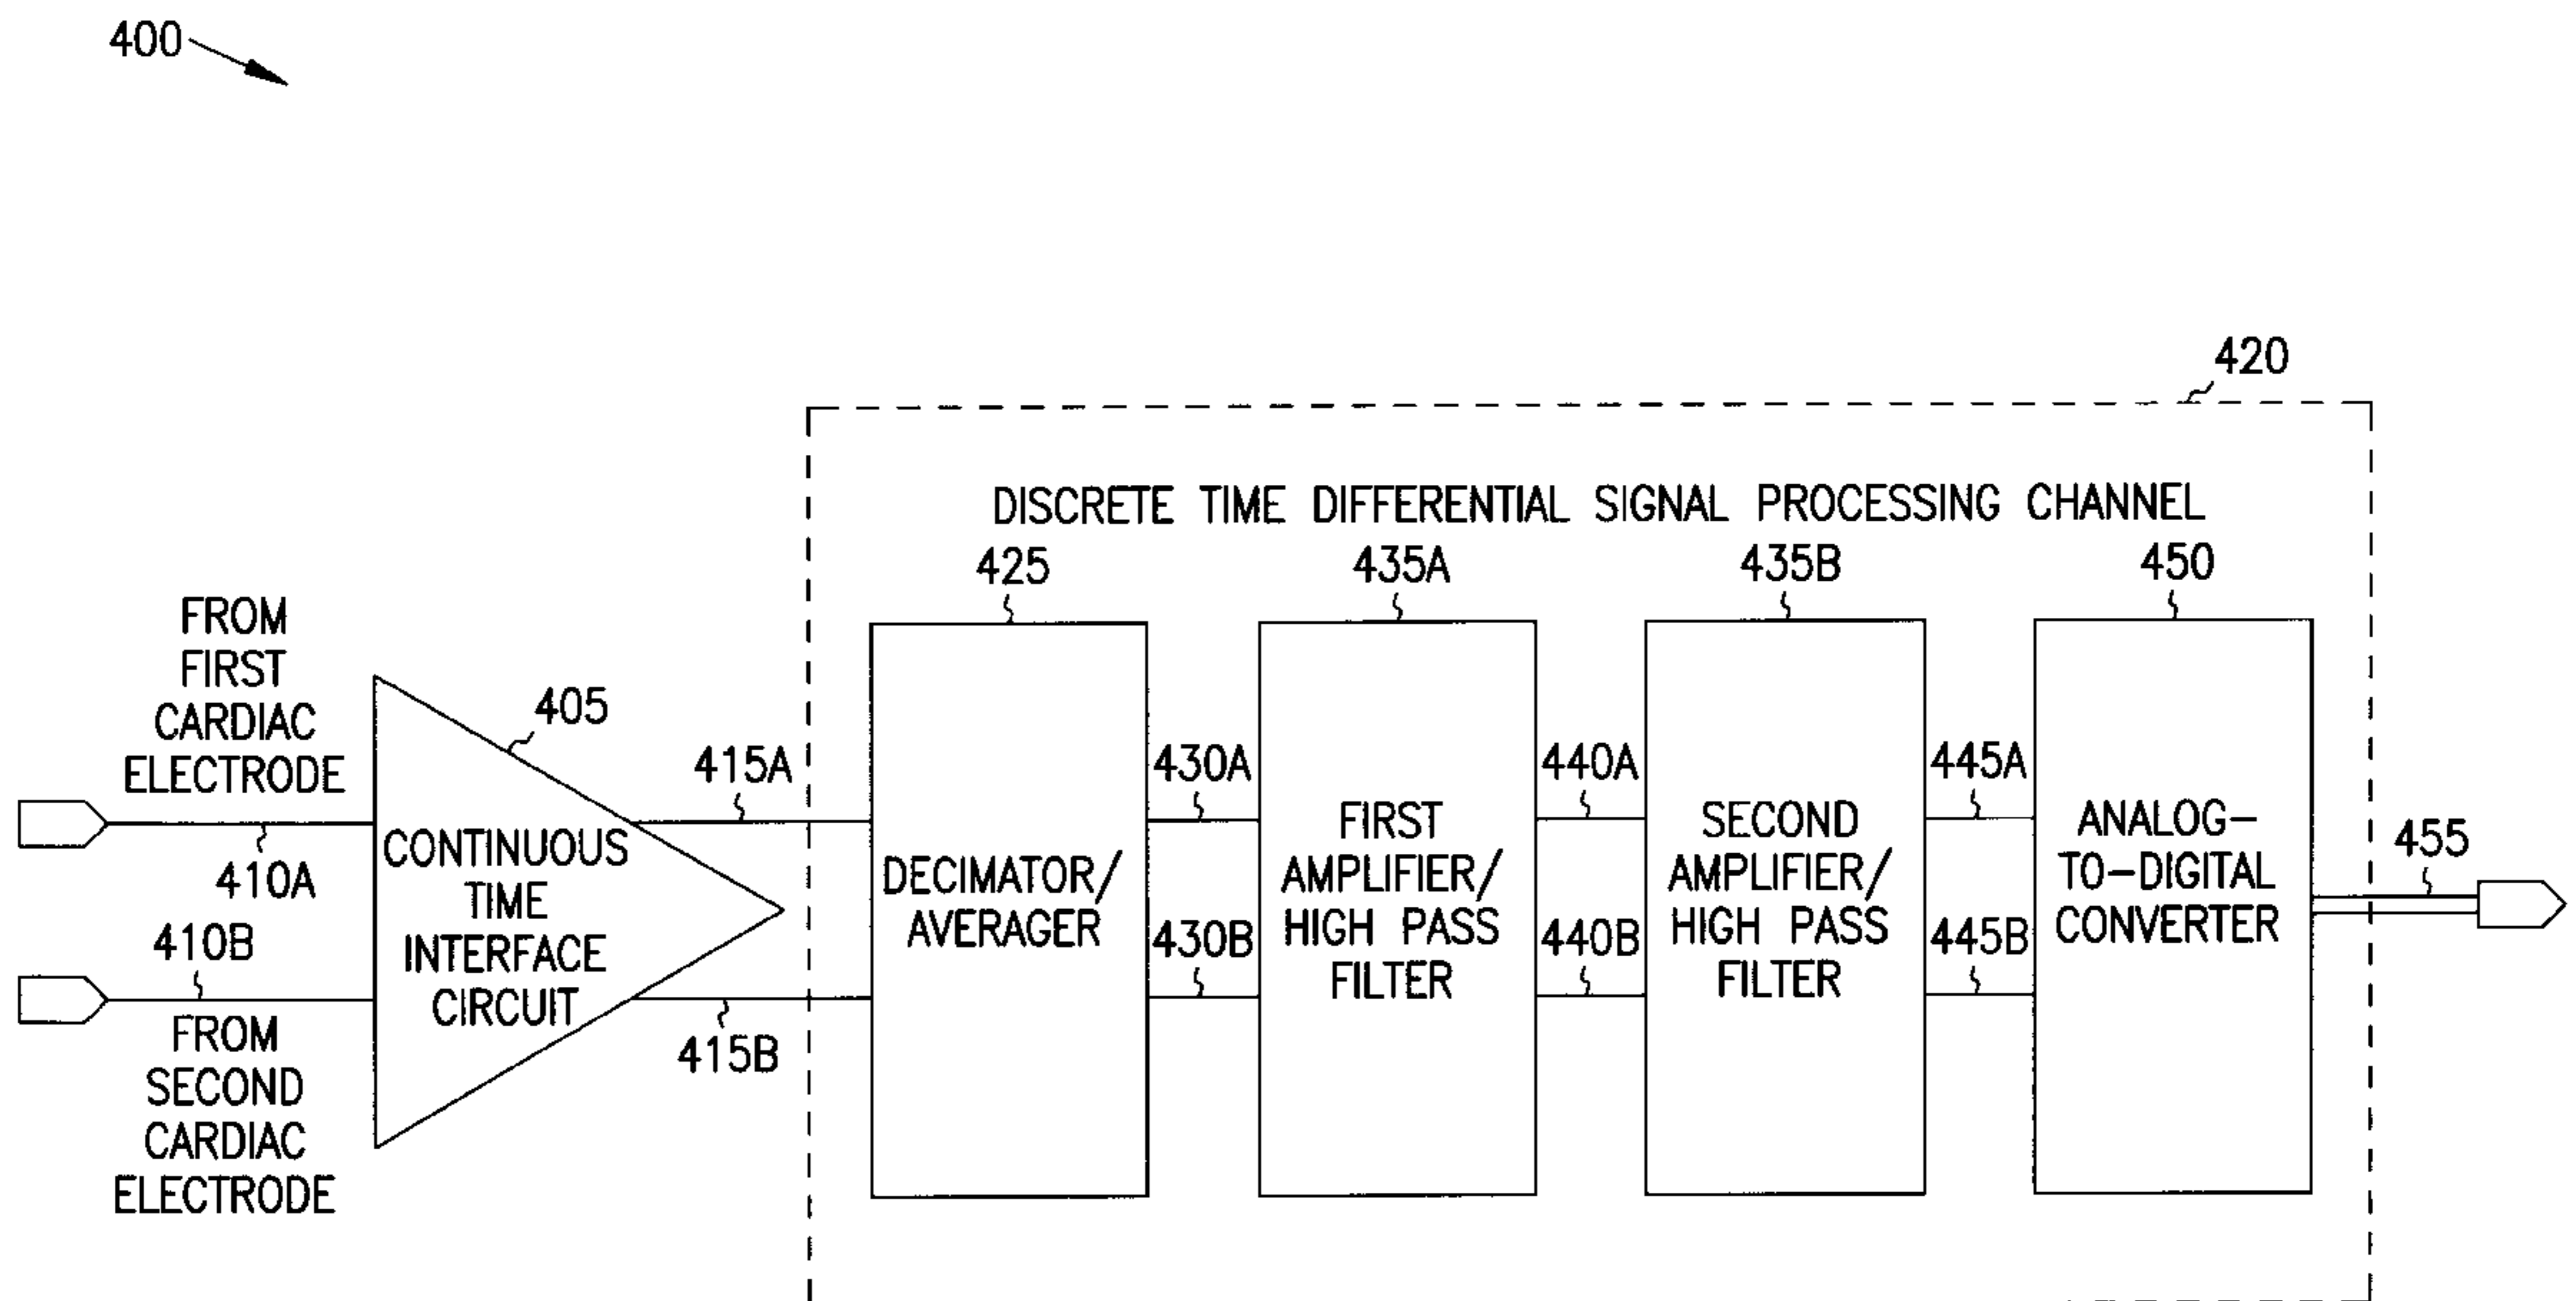 400
420
DISCRETE TIME DIFFERENTIAL SIGNAL PROCESSING CHANNEL
425
435A
435B
450
FROM
FIRST
CARDIAC
ELECTRODE
405
415A
430A
440A
445A
455
410A
410B
CONTINUOUS
TIME
INTERFACE
CIRCUIT
DECIMATOR/
AVERAGER
FIRST
AMPLIFIER/
HIGH PASS
FILTER
SECOND
AMPLIFIER/
HIGH PASS
FILTER
ANALOG-
TO-DIGITAL
CONVERTER
430B
440B
445B
415B
FROM
SECOND
CARDIAC
ELECTRODE